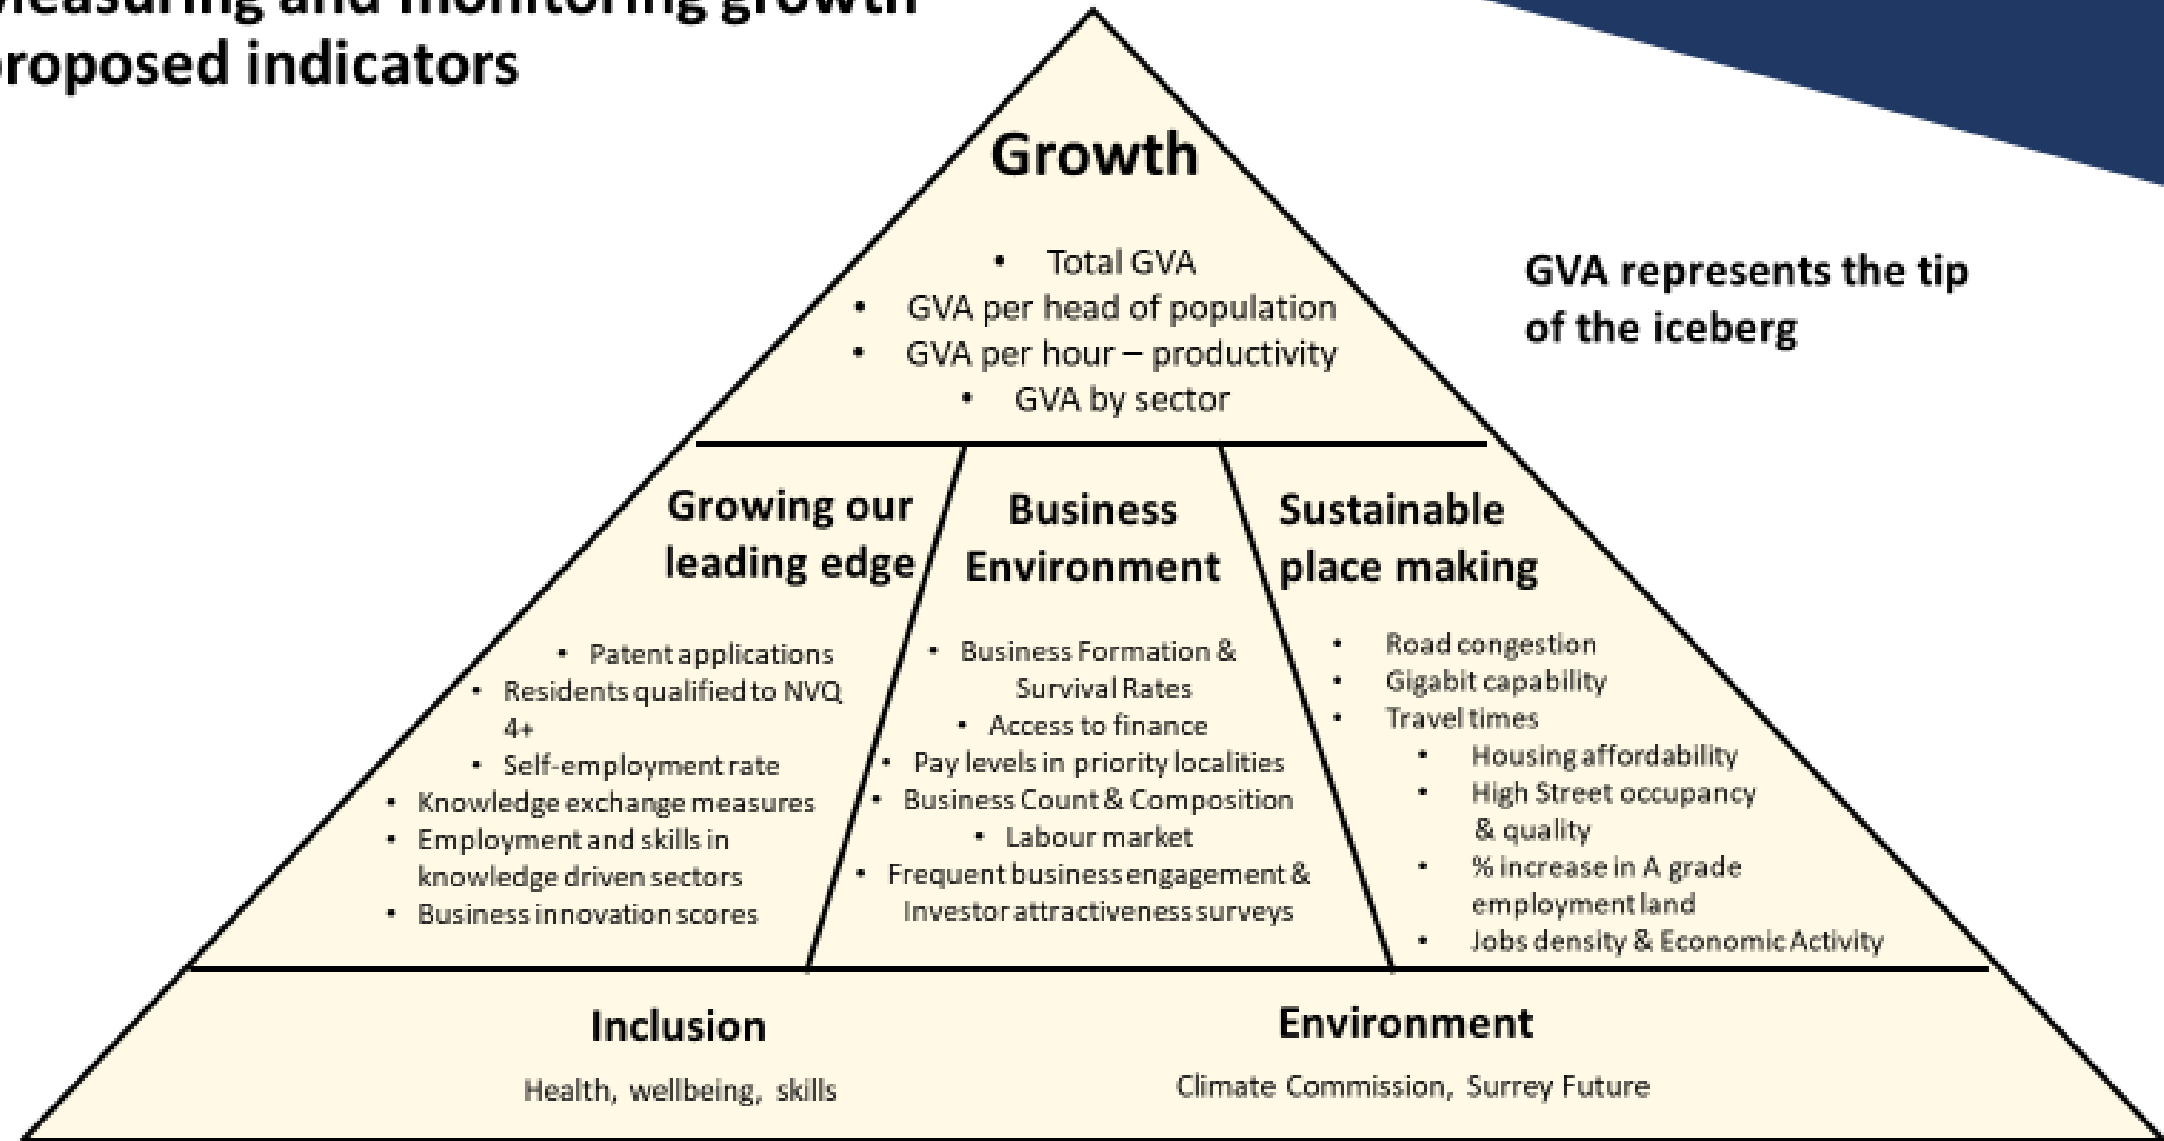 Measuring and monitoring growth
proposed indicators
Growth
• Total GVA
• GVA per head of population
• GVA per hour – productivity
• GVA by sector
GVA represents the tip
of the iceberg
Growing our
leading edge
• Patent applications
• Residents qualified to NVQ
4+
• Self-employment rate
• Knowledge exchange measures
• Employment and skills in
knowledge driven sectors
• Business innovation scores
Business
Environment
• Business Formation &
Survival Rates
• Access to finance
• Pay levels in priority localities
• Business Count & Composition
• Labour market
• Frequent business engagement &
Investor attractiveness surveys
Sustainable
place making
• Road congestion
• Gigabit capability
• Travel times
• Housing affordability
• High Street occupancy
& quality
• % increase in A grade
employment land
• Jobs density & Economic Activity
Inclusion
Health, wellbeing, skills
Environment
Climate Commission, Surrey Future